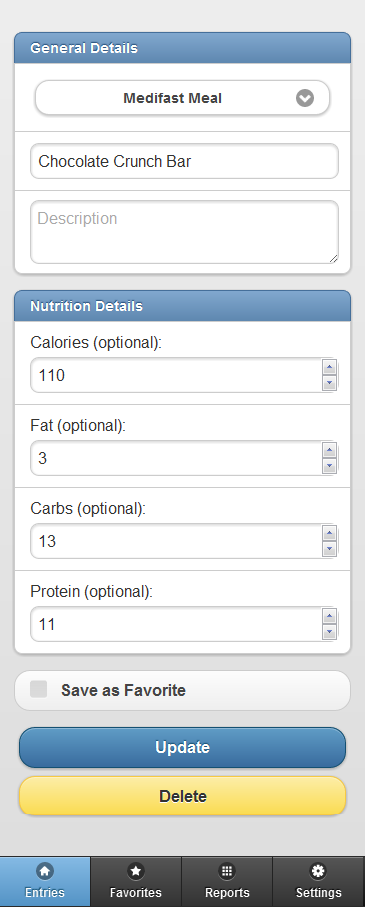 General Details
Medifast Meal
Chocolate Crunch Bar
Description
Nutrition Details
Calories (optional):
110
Fat (optional):
3
Carbs (optional):
13
Protein (optional):
11
Save as Favorite
Update
Delete
Entries Favorites Reports Settings